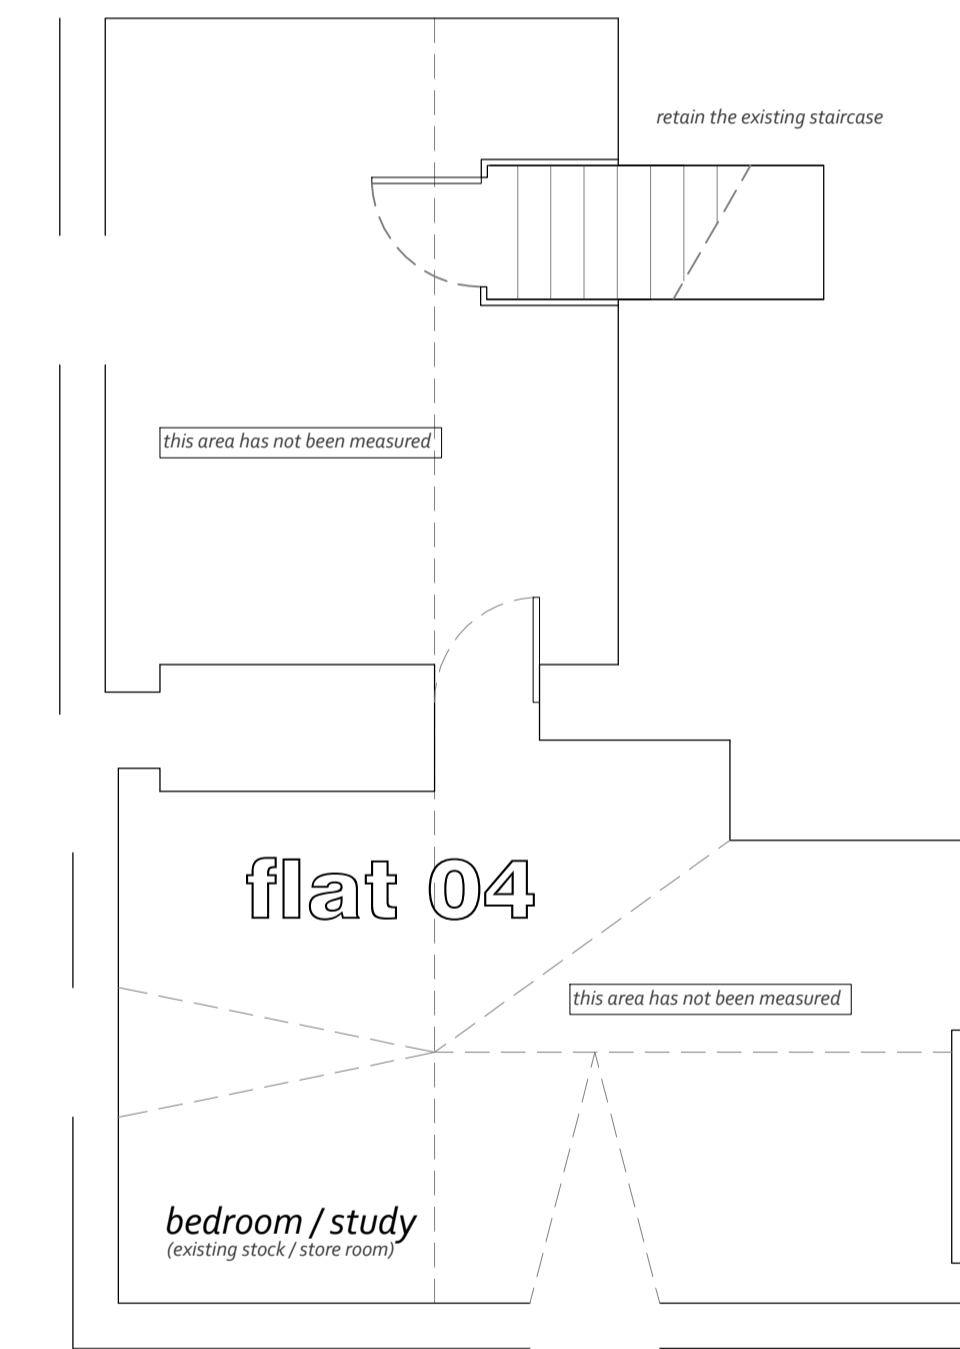 retain the existing staircase
this area has not been measured
flat 04
this area has not been measured
bedroom / study
(existing stock / store room)